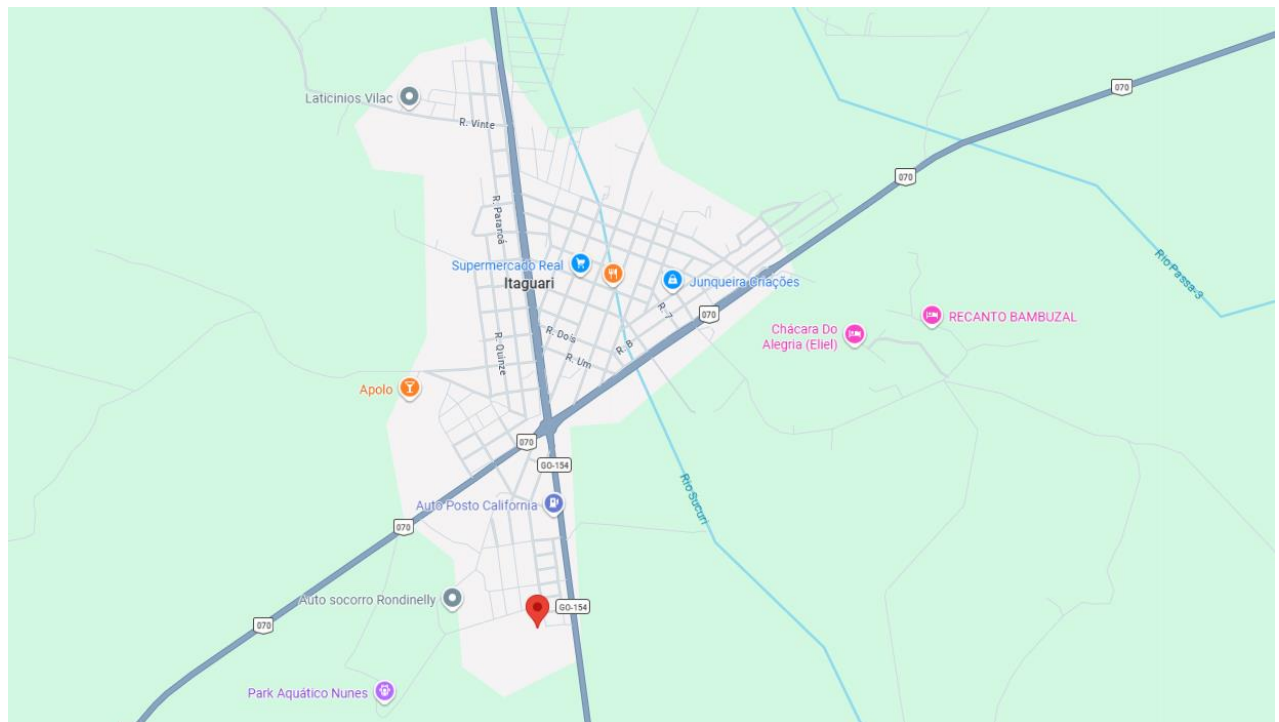 070
Laticinios Vilac
R. Vinte
070
R. Paranoá
Supermercado Real
Junqueira Criações
Itaguari
Rio Passa-3
R. 7
070
RECANTO BAMBUZAL
Chácara Do
Alegria (Eliel)
R. Dois
R. B
R. Quinze
R. Um
Apolo
070
GO-154
Rio Sucuri
Auto Posto California
070
Auto socorro Rondinelly
GO-154
070
Park Aquático Nunes